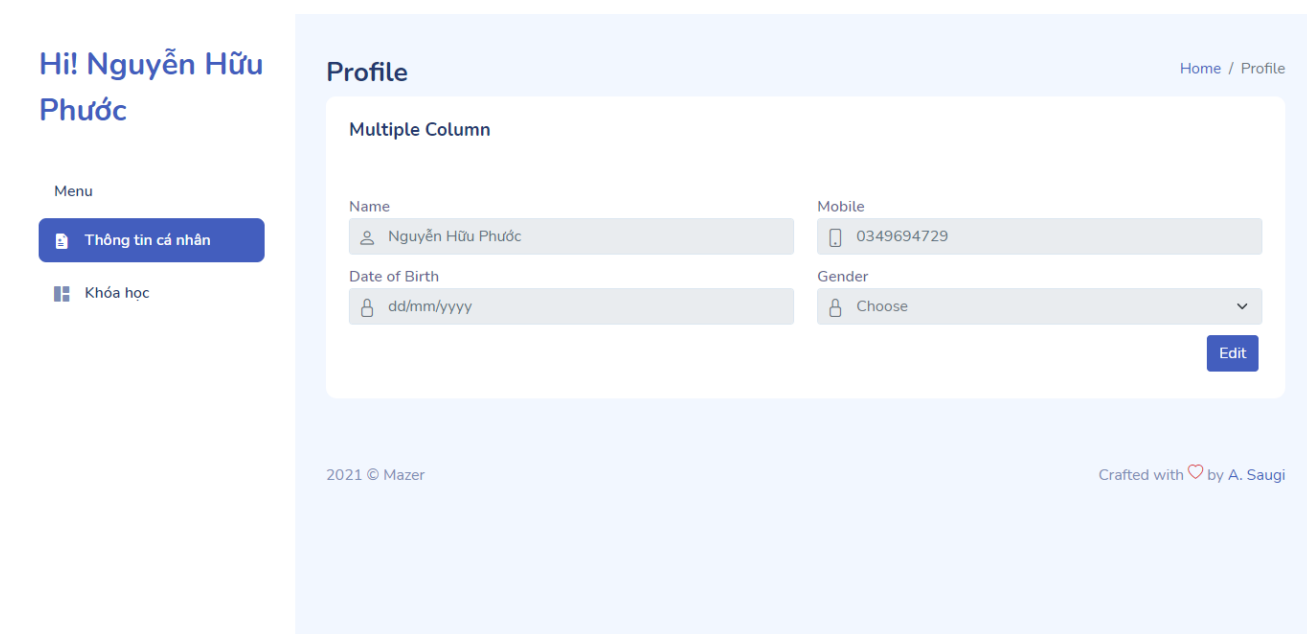 Hi! Nguyễn Hữu
Phước
Menu
Thông tin cá nhân
Khóa học
Profile
Home / Profile
Multiple Column
Name
Nguyễn Hữu Phước
Mobile
0349694729
Date of Birth
dd/mm/yyyy
Gender
Choose
Edit
2021 © Mazer
Crafted with ♡ by A. Saugi